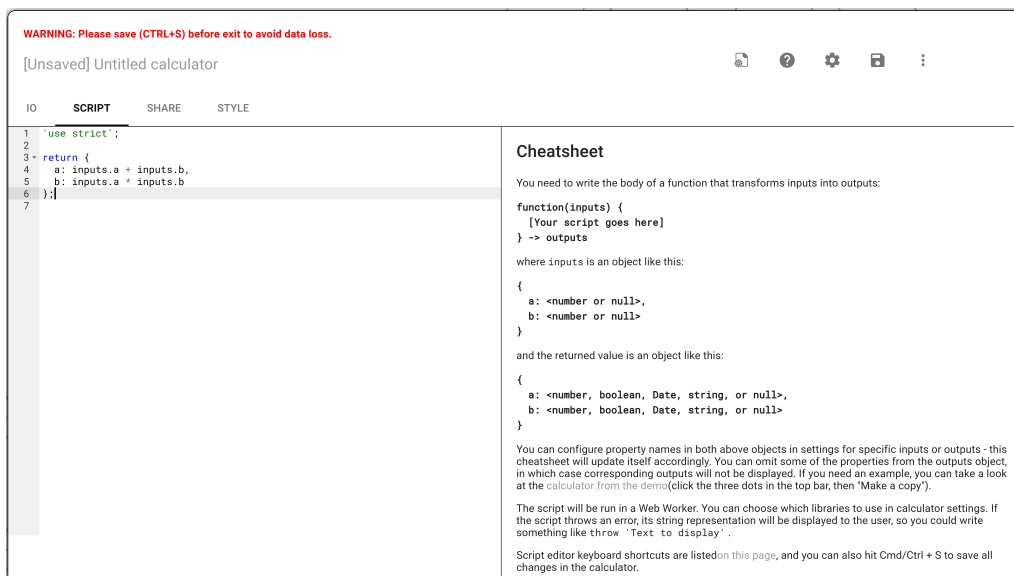 WARNING: Please save (CTRL+S) before exit to avoid data loss.
[Unsaved] Untitled calculator
IO SCRIPT SHARE STYLE
1 'use strict';
2
3 return {
4 a: inputs.a + inputs.b,
5 b: inputs.a * inputs.b
6 };
7
Cheatsheet
You need to write the body of a function that transforms inputs into outputs:
function(inputs) {
[Your script goes here]
} -> outputs
where inputs is an object like this:
{
a: <number or null>,
b: <number or null>
}
and the returned value is an object like this:
{
a: <number, boolean, Date, string, or null>,
b: <number, boolean, Date, string, or null>
}
You can configure property names in both above objects in settings for specific inputs or outputs - this
cheatsheet will update itself accordingly. You can omit some of the properties from the outputs object,
in which case corresponding outputs will not be displayed. If you need an example, you can take a look
at the calculator from the demo(click the three dots in the top bar, then "Make a copy").
The script will be run in a Web Worker. You can choose which libraries to use in calculator settings. If
the script throws an error, its string representation will be displayed to the user, so you could write
something like throw 'Text to display' .
Script editor keyboard shortcuts are listedon this page, and you can also hit Cmd/Ctrl + S to save all
changes in the calculator.